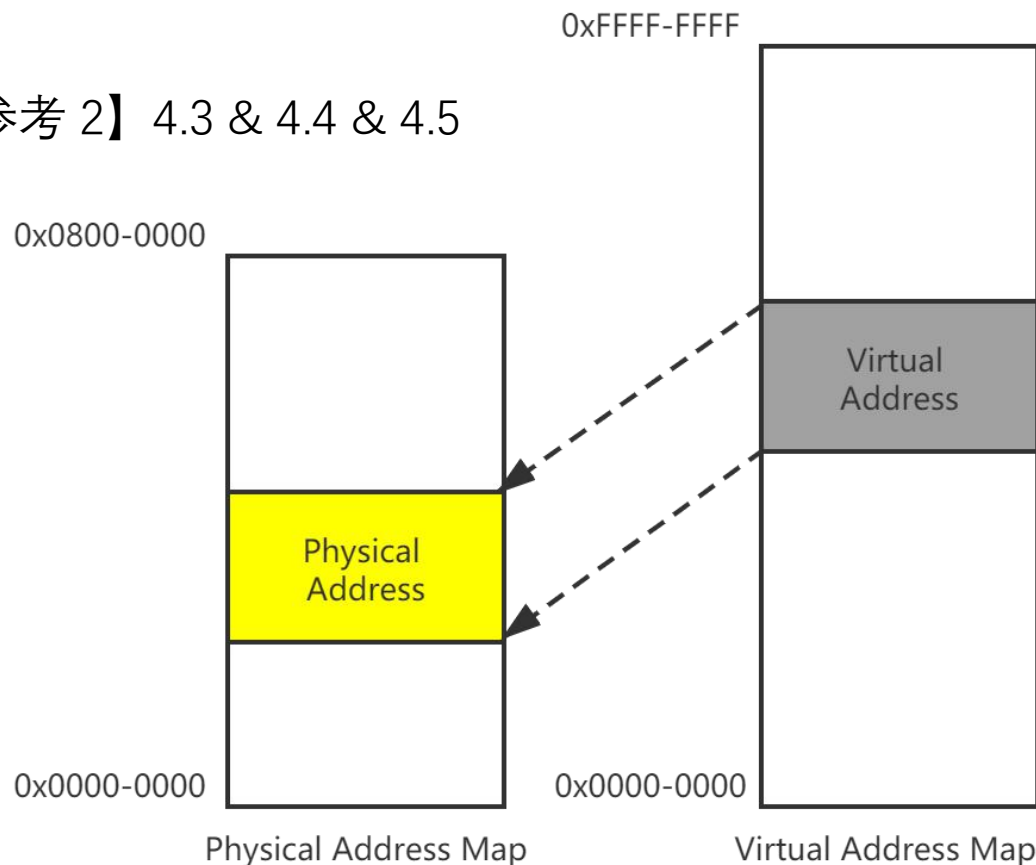 0xFFFF-FFFF
参考 2】4.3 & 4.4 & 4.5
0x0800-0000
Virtual
Address
Physical
Address
0x0000-0000
0x0000-0000
Physical Address Map
Virtual Address Map